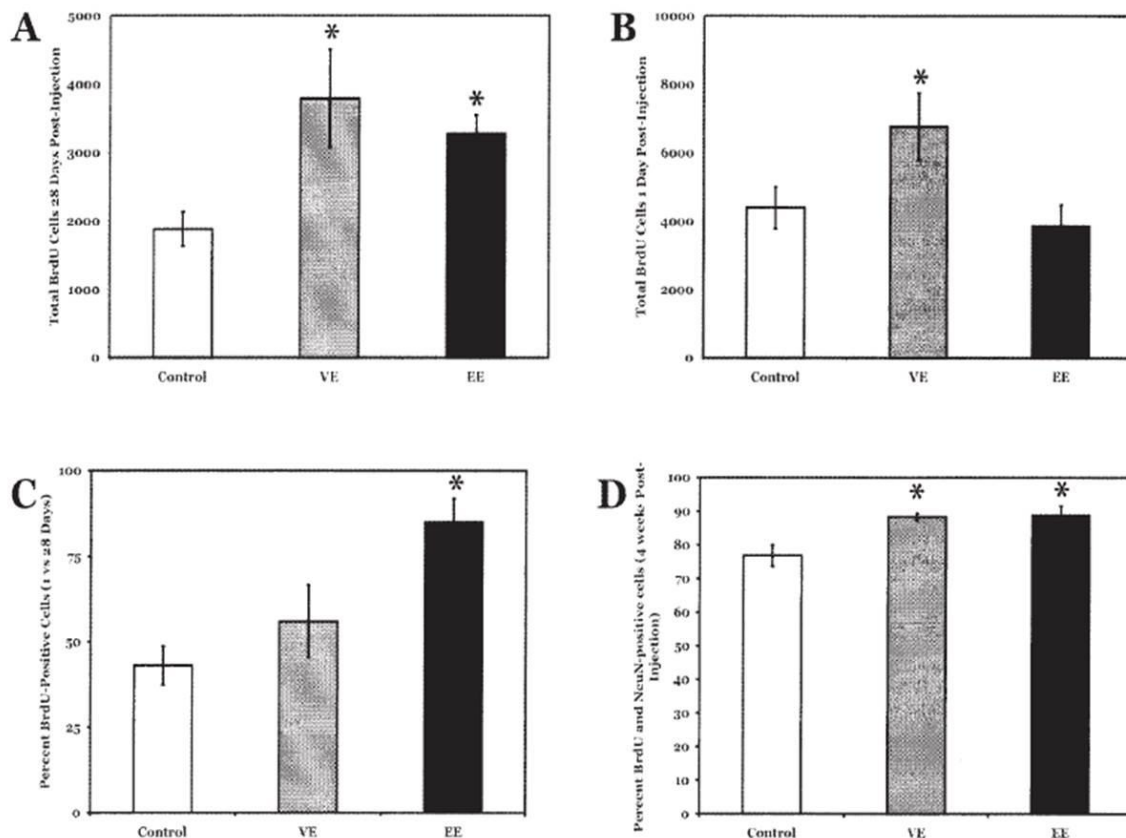 A
Total BrdU Cells 28 Days Post-Injection
5000
4000
3000
2000
1000
0
*
*
Control VE EE
B
Total BrdU Cells 1 Day Post-Injection
10000
8000
6000
4000
2000
0
*
Control VE EE
C
Percent BrdU-Positive Cells (1 vs 28 Days)
100
75
50
25
0
*
Control VE EE
D
Percent BrdU and NeuN-positive cells (4 weeks Post-
Injection)
100
90
80
70
60
50
40
30
20
10
0
*
*
Control VE EE